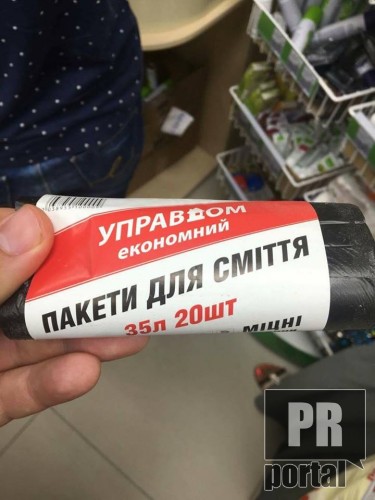 УПРАВДОМ
економний
ПАКЕТИ ДЛЯ СМІТТЯ
35л 20шт
МІЦНІ
PR
portal